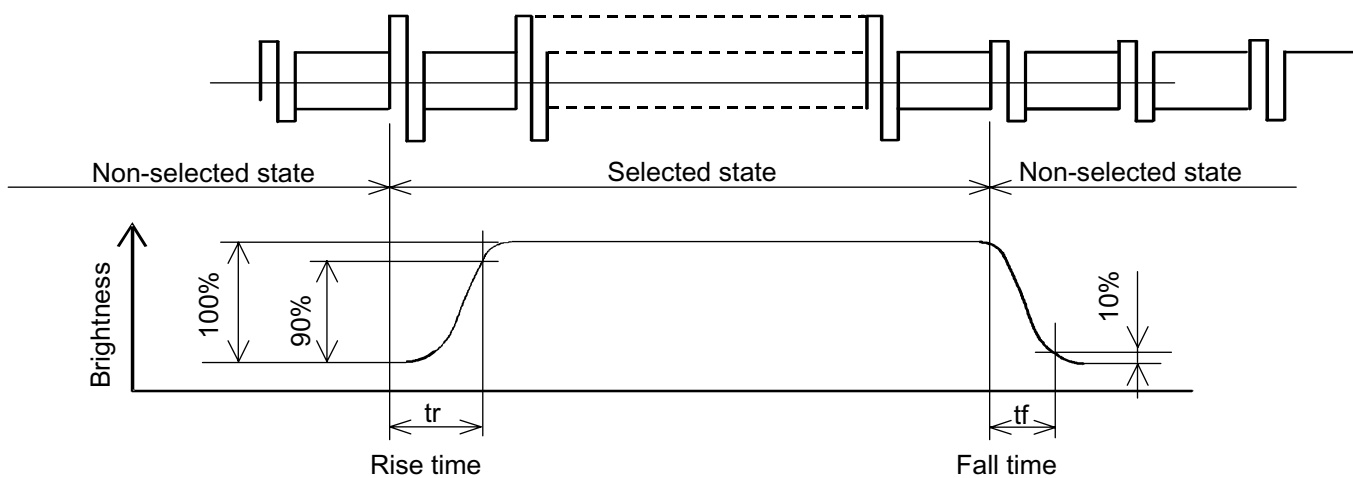 Non-selected state
Selected state
Non-selected state
Brightness
100%
90%
10%
tr
tf
Rise time
Fall time